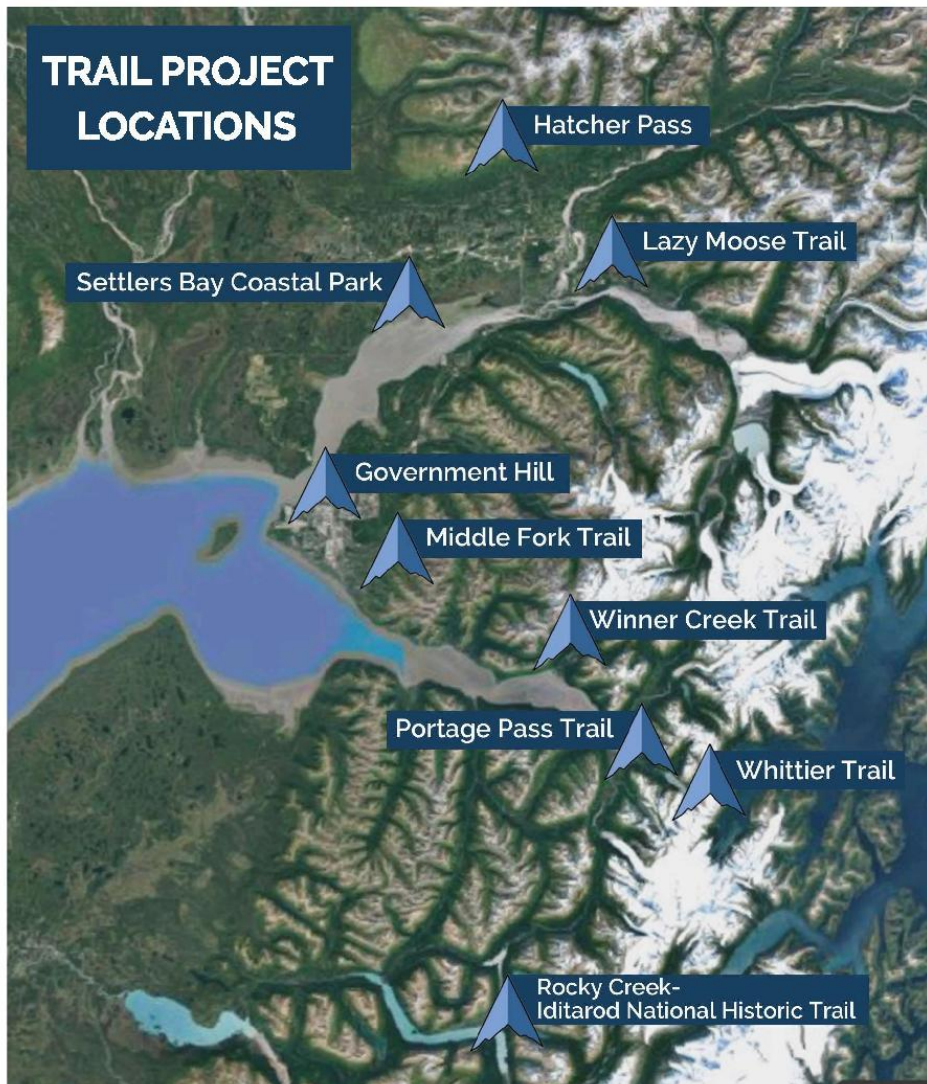 TRAIL PROJECT
LOCATIONS
Hatcher Pass
Lazy Moose Trail
Settlers Bay Coastal Park
Government Hill
Middle Fork Trail
Winner Creek Trail
Portage Pass Trail
Whittier Trail
Rocky Creek-
Iditarod National Historic Trail